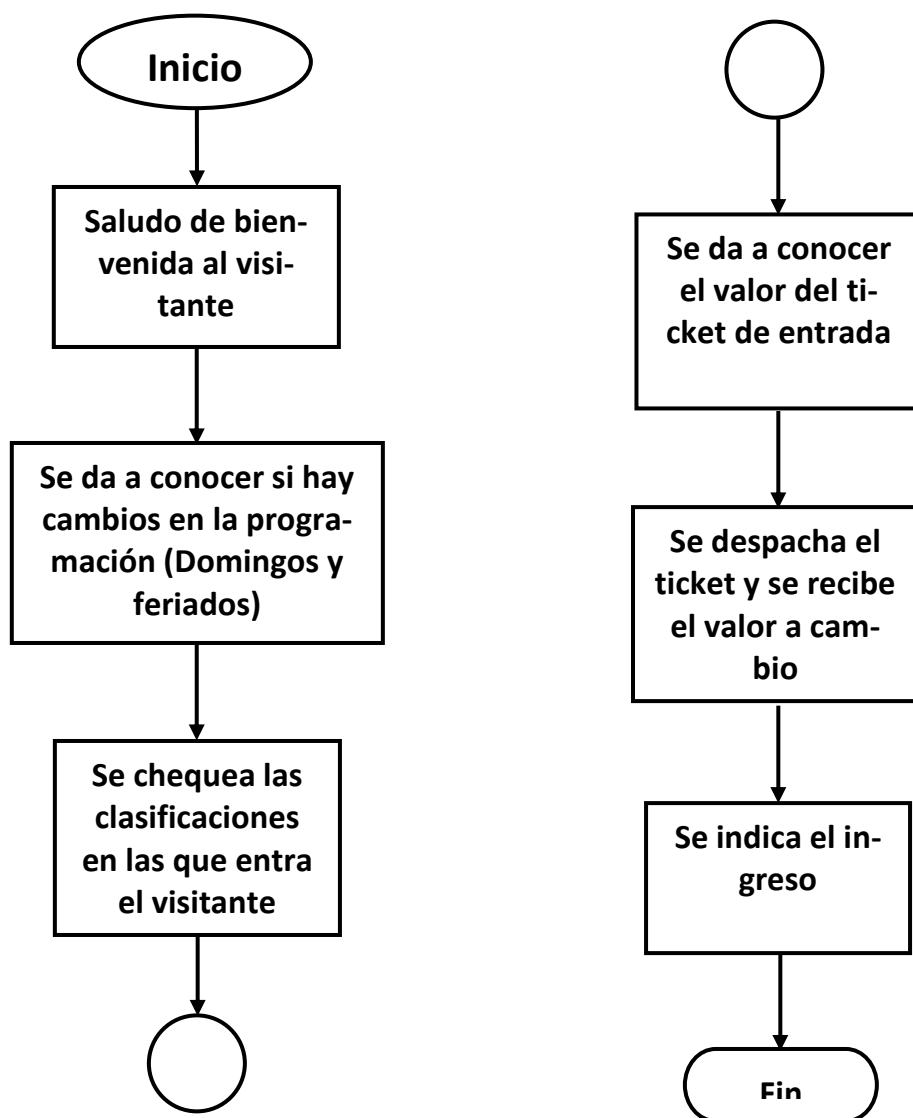 Inicio
Saludo de bien-
venida al visi-
tante
Se da a conocer si hay
cambios en la progra-
mación (Domingos y
feriados)
Se chequea las
clasificaciones
en las que entra
el visitante
Se da a conocer
el valor del ti-
cket de entrada
Se despacha el
ticket y se recibe
el valor a cam-
bio
Se indica el in-
greso
Fin